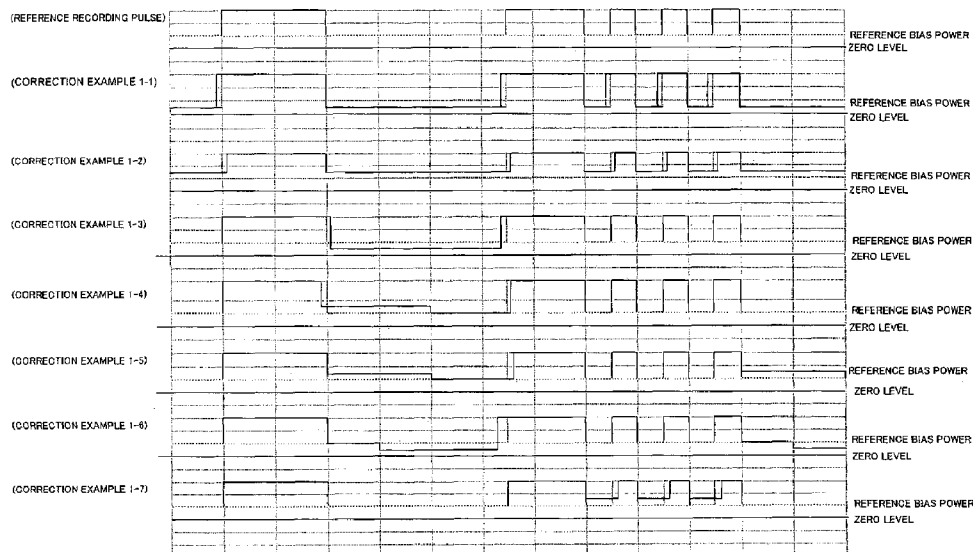 (REFERENCE RECORDING PULSE)
REFERENCE BIAS POWER
ZERO LEVEL
(CORRECTION EXAMPLE 1-1)
REFERENCE BIAS POWER
ZERO LEVEL
(CORRECTION EXAMPLE 1-2)
REFERENCE BIAS POWER
ZERO LEVEL
(CORRECTION EXAMPLE 1-3)
REFERENCE BIAS POWER
ZERO LEVEL
(CORRECTION EXAMPLE 1-4)
REFERENCE BIAS POWER
ZERO LEVEL
(CORRECTION EXAMPLE 1-5)
REFERENCE BIAS POWER
ZERO LEVEL
(CORRECTION EXAMPLE 1-6)
REFERENCE BIAS POWER
ZERO LEVEL
(CORRECTION EXAMPLE 1-7)
REFERENCE BIAS POWER
ZERO LEVEL